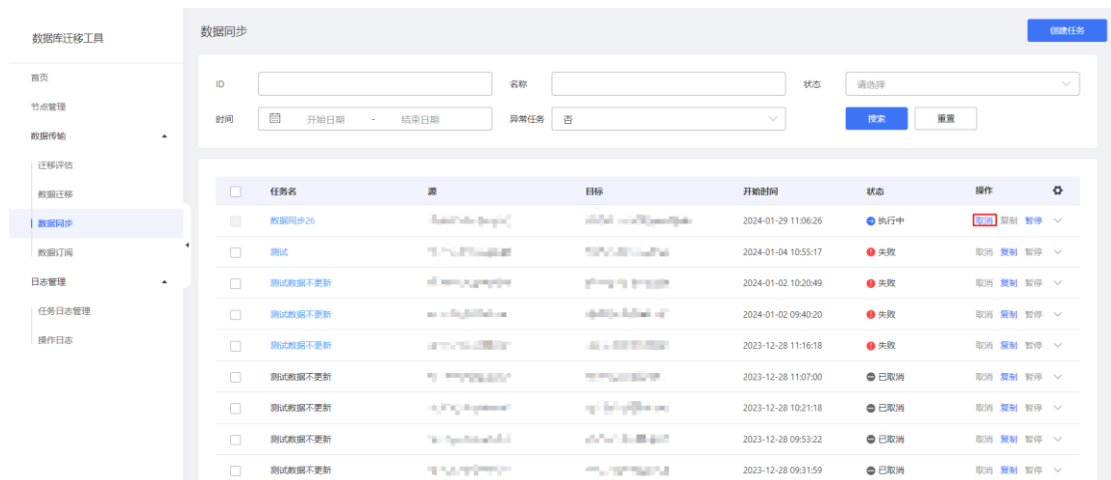 数据库迁移工具
首页
节点管理
数据传输
迁移评估
数据迁移
数据同步
数据订阅
日志管理
任务日志管理
操作日志
数据同步
创建任务
ID
名称
状态 请选择
时间 开始日期 - 结束日期
异常任务 否
搜索 重置
任务名 源 目标 开始时间 状态 操作
数据同步26 2024-01-29 11:06:26 执行中 取消 复制 暂停
测试 2024-01-04 10:55:17 失败 取消 复制 暂停
测试数据不更新 2024-01-02 10:20:49 失败 取消 复制 暂停
测试数据不更新 2024-01-02 09:40:20 失败 取消 复制 暂停
测试数据不更新 2023-12-28 11:16:18 失败 取消 复制 暂停
测试数据不更新 2023-12-28 11:07:00 已取消 取消 复制 暂停
测试数据不更新 2023-12-28 10:21:18 已取消 取消 复制 暂停
测试数据不更新 2023-12-28 09:53:22 已取消 取消 复制 暂停
测试数据不更新 2023-12-28 09:31:59 已取消 取消 复制 暂停